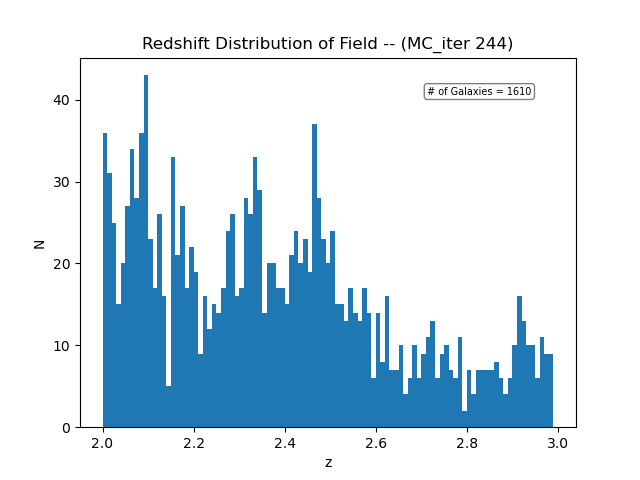 Redshift Distribution of Field -- (MC_iter 244)
# of Galaxies = 1610
40
30
20
10
0
N
2.0 2.2 2.4 2.6 2.8 3.0
z